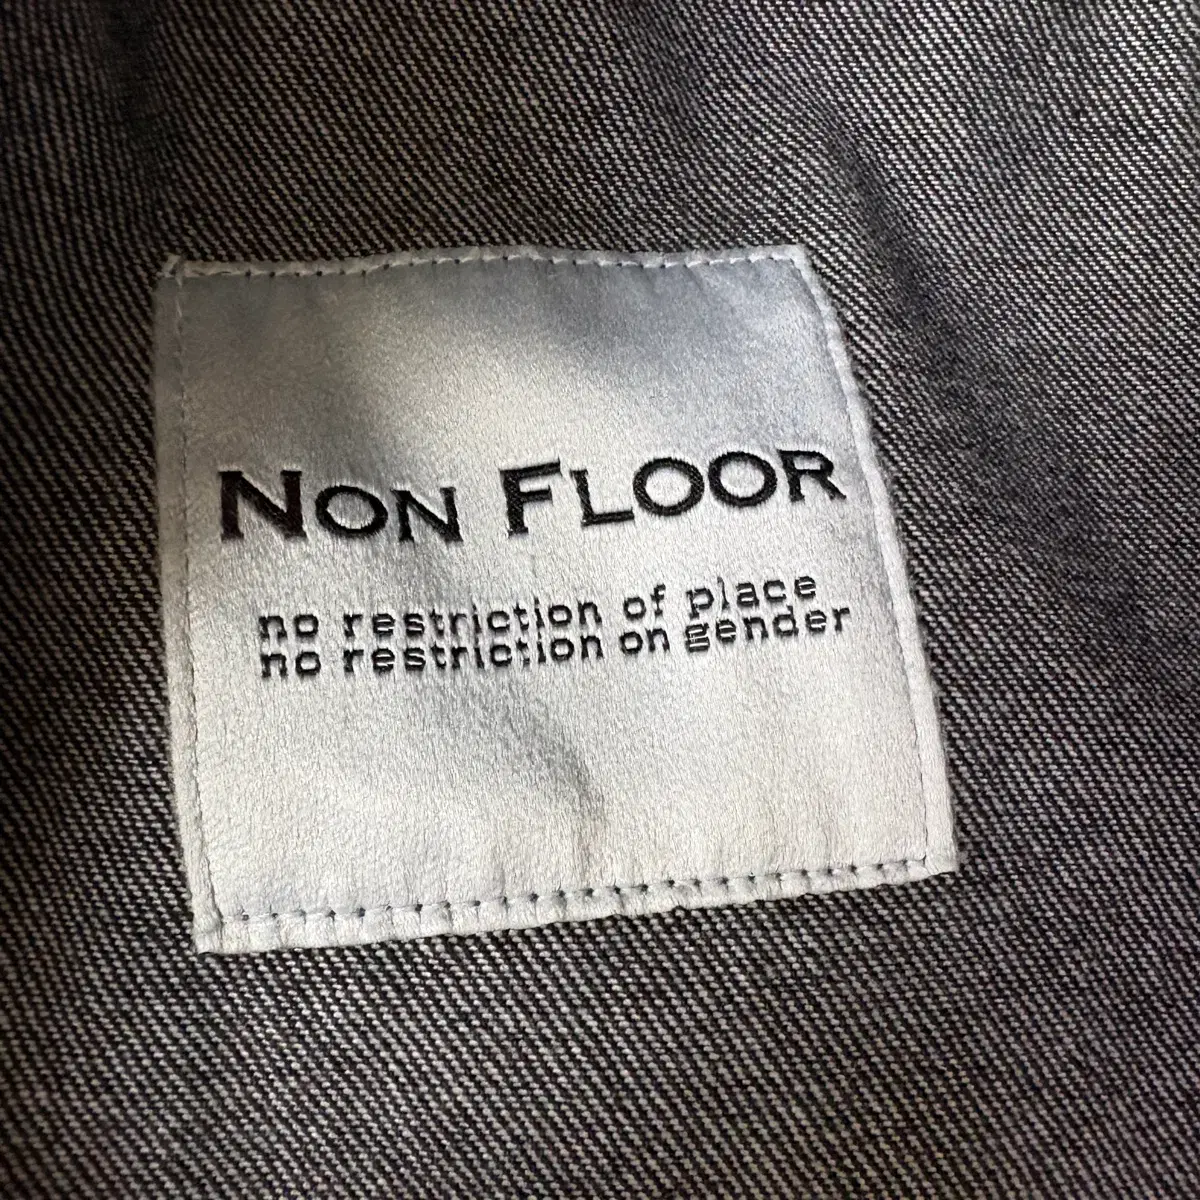 NON FLOOR
no restriction of place
no restriction on gender